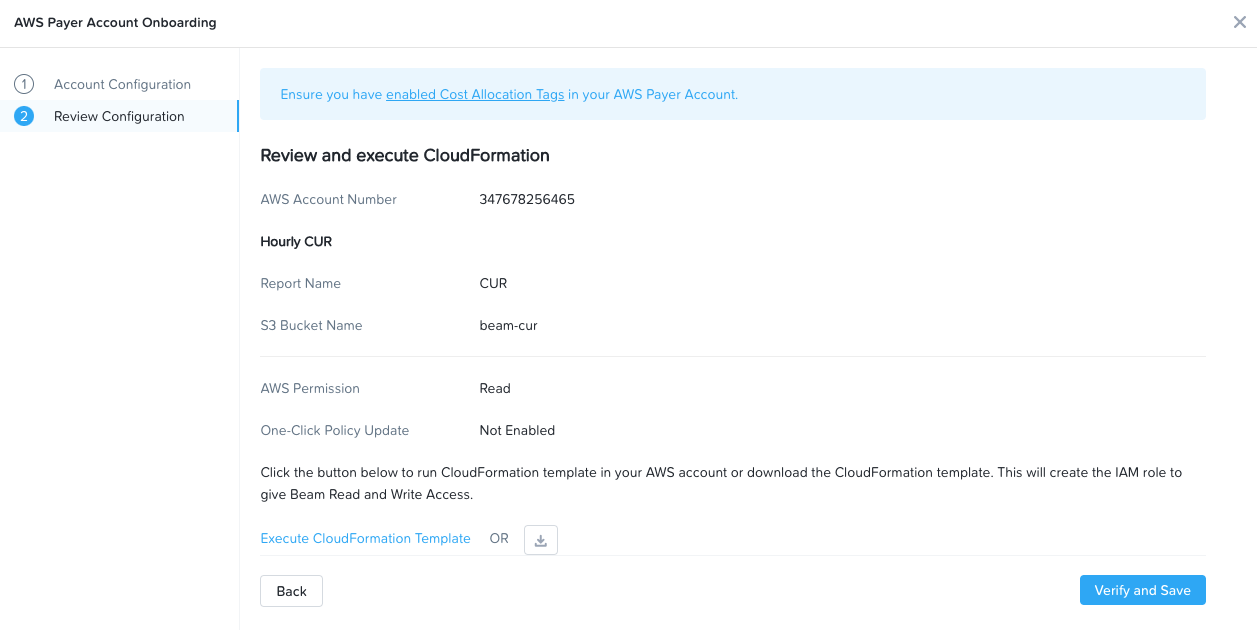 AWS Payer Account Onboarding
1 Account Configuration
2 Review Configuration
Ensure you have enabled Cost Allocation Tags in your AWS Payer Account.
Review and execute CloudFormation
AWS Account Number 347678256465
Hourly CUR
Report Name CUR
S3 Bucket Name beam-cur
AWS Permission Read
One-Click Policy Update Not Enabled
Click the button below to run CloudFormation template in your AWS account or download the CloudFormation template. This will create the IAM role to
give Beam Read and Write Access.
Execute CloudFormation Template OR
Back Verify and Save